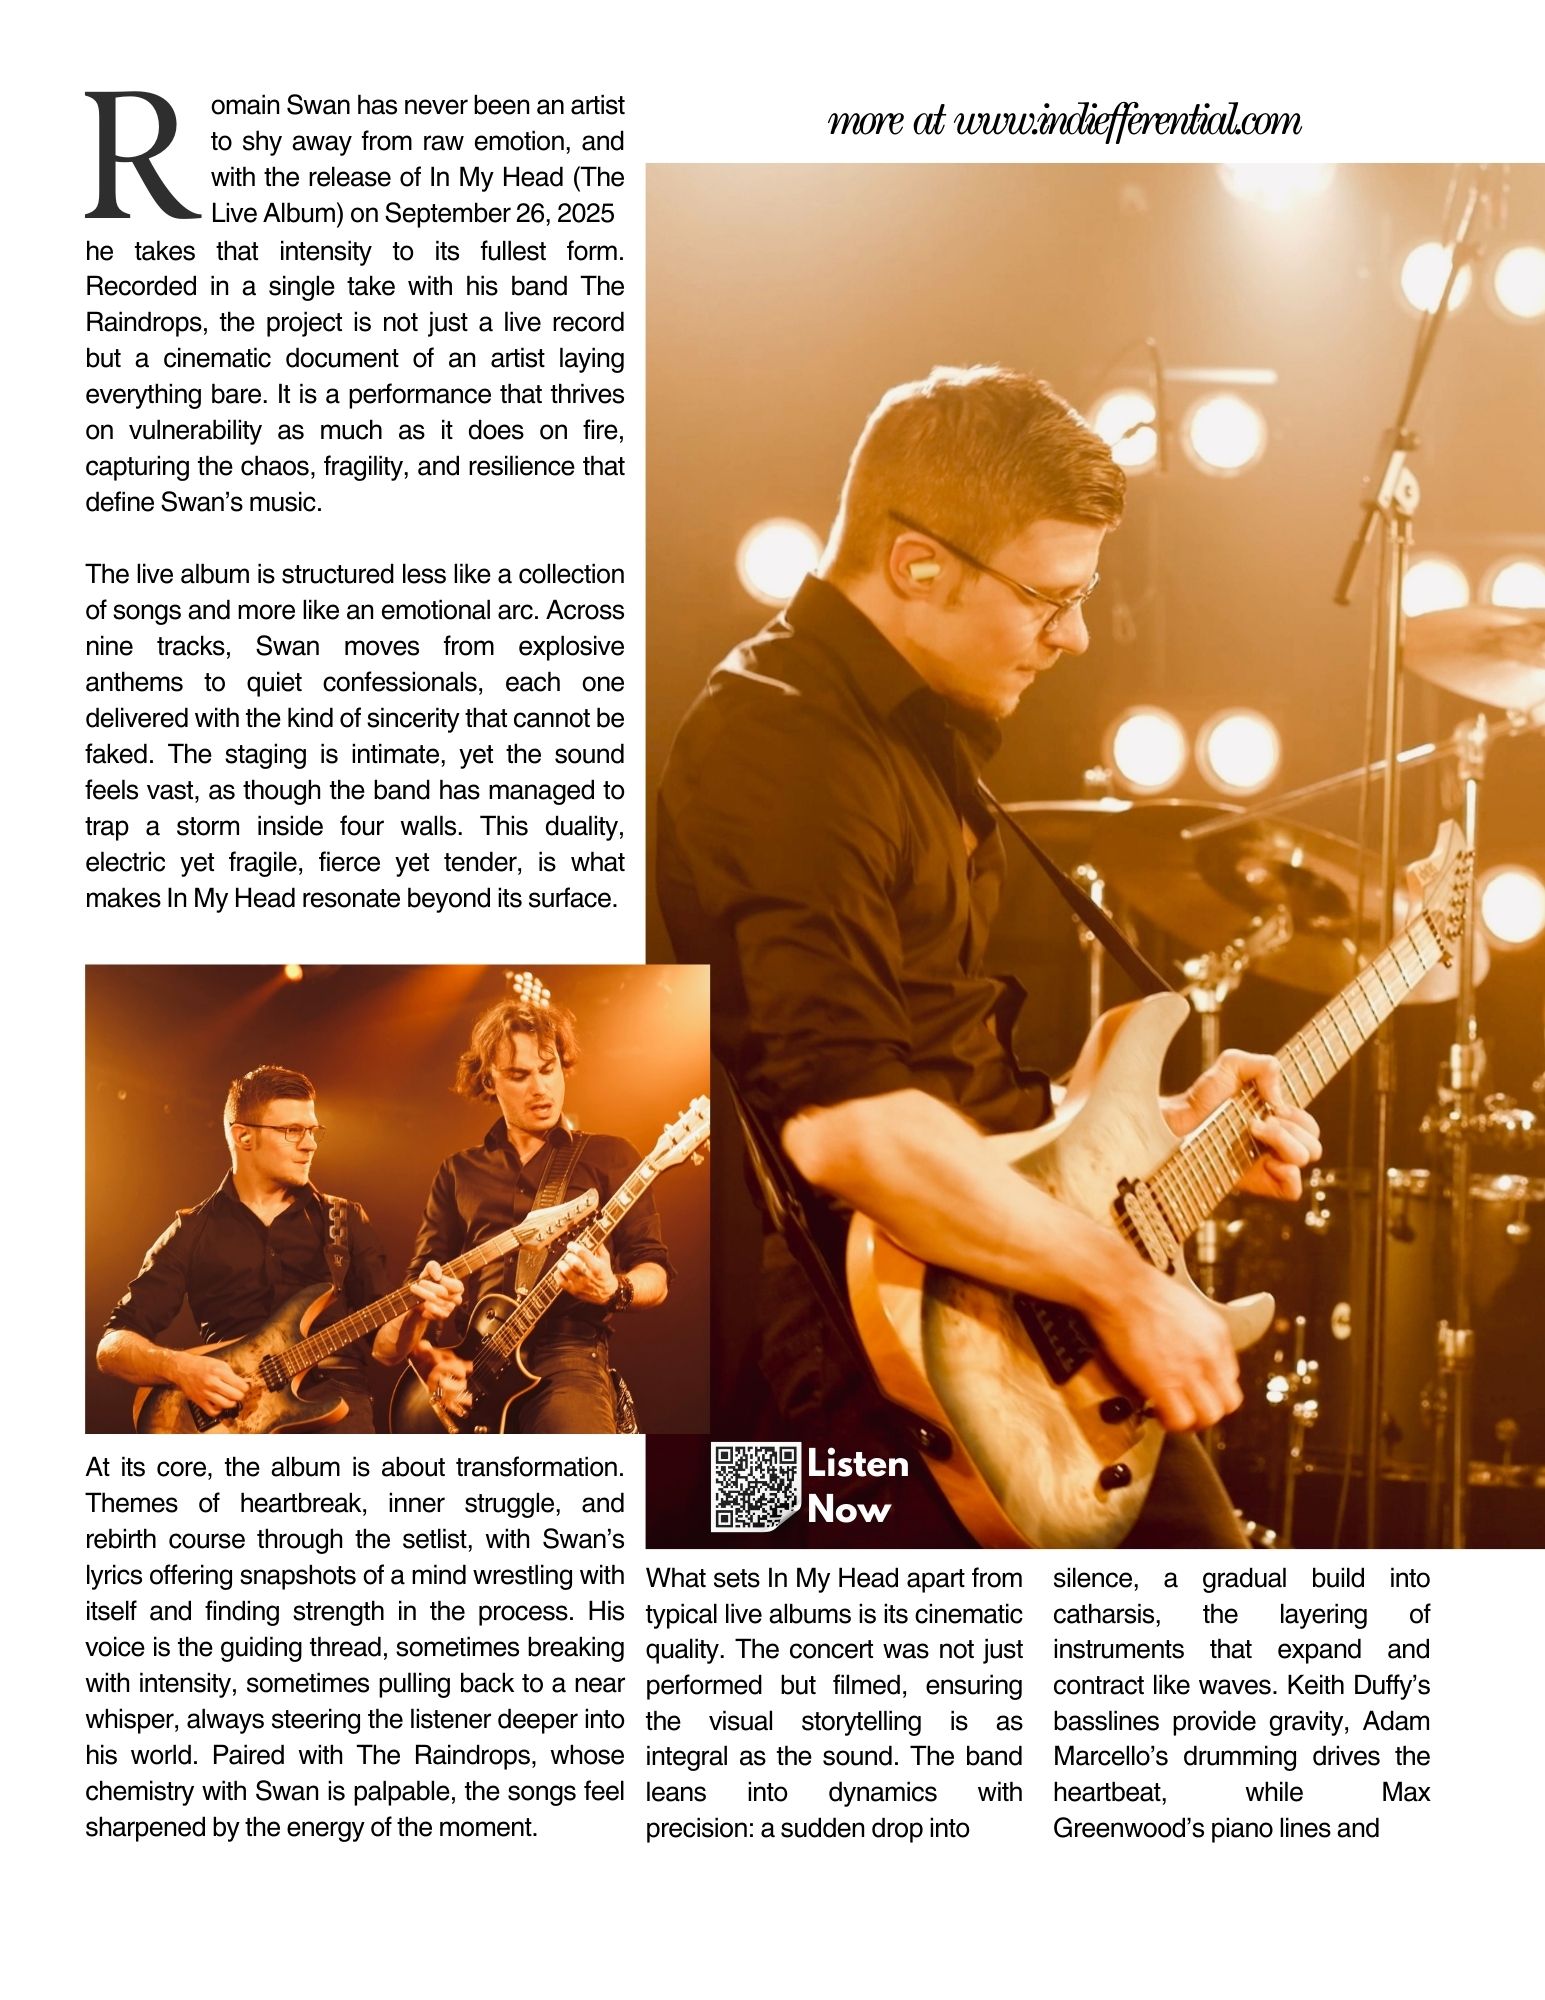 Romain Swan has never been an artist
to shy away from raw emotion, and
with the release of In My Head (The
Live Album) on September 26, 2025
he takes that intensity to its fullest form.
Recorded in a single take with his band The
Raindrops, the project is not just a live record
but a cinematic document of an artist laying
everything bare. It is a performance that thrives
on vulnerability as much as it does on fire,
capturing the chaos, fragility, and resilience that
define Swan’s music.
The live album is structured less like a collection
of songs and more like an emotional arc. Across
nine tracks, Swan moves from explosive
anthems to quiet confessionals, each one
delivered with the kind of sincerity that cannot be
faked. The staging is intimate, yet the sound
feels vast, as though the band has managed to
trap a storm inside four walls. This duality,
electric yet fragile, fierce yet tender, is what
makes In My Head resonate beyond its surface.
At its core, the album is about transformation.
Themes of heartbreak, inner struggle, and
rebirth course through the setlist, with Swan’s
lyrics offering snapshots of a mind wrestling with
itself and finding strength in the process. His
voice is the guiding thread, sometimes breaking
with intensity, sometimes pulling back to a near
whisper, always steering the listener deeper into
his world. Paired with The Raindrops, whose
chemistry with Swan is palpable, the songs feel
sharpened by the energy of the moment.
more at www.indiefferential.com
Listen
Now
What sets In My Head apart from
typical live albums is its cinematic
quality. The concert was not just
performed but filmed, ensuring
the visual storytelling is as
integral as the sound. The band
leans into dynamics with
precision: a sudden drop into
silence, a gradual build into
catharsis, the layering of
instruments that expand and
contract like waves. Keith Duffy’s
basslines provide gravity, Adam
Marcello’s drumming drives the
heartbeat, while Max
Greenwood’s piano lines and